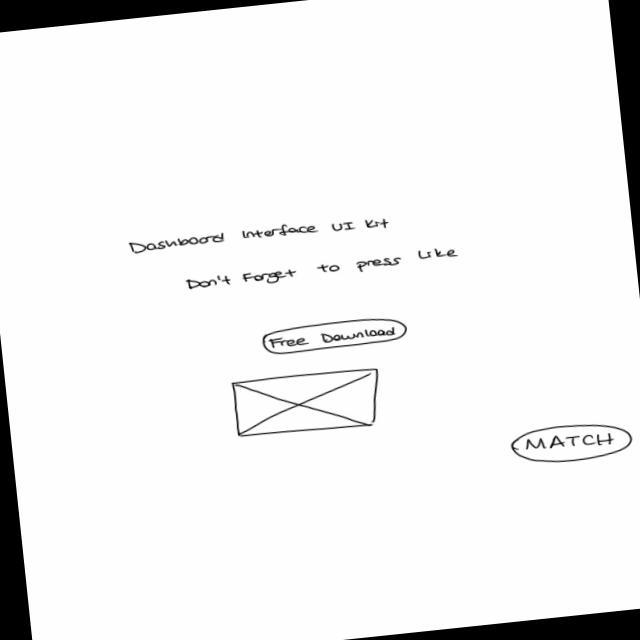 Dashboard Interface UI Kit
Don't Forget to press Like
Free Download
MATCH